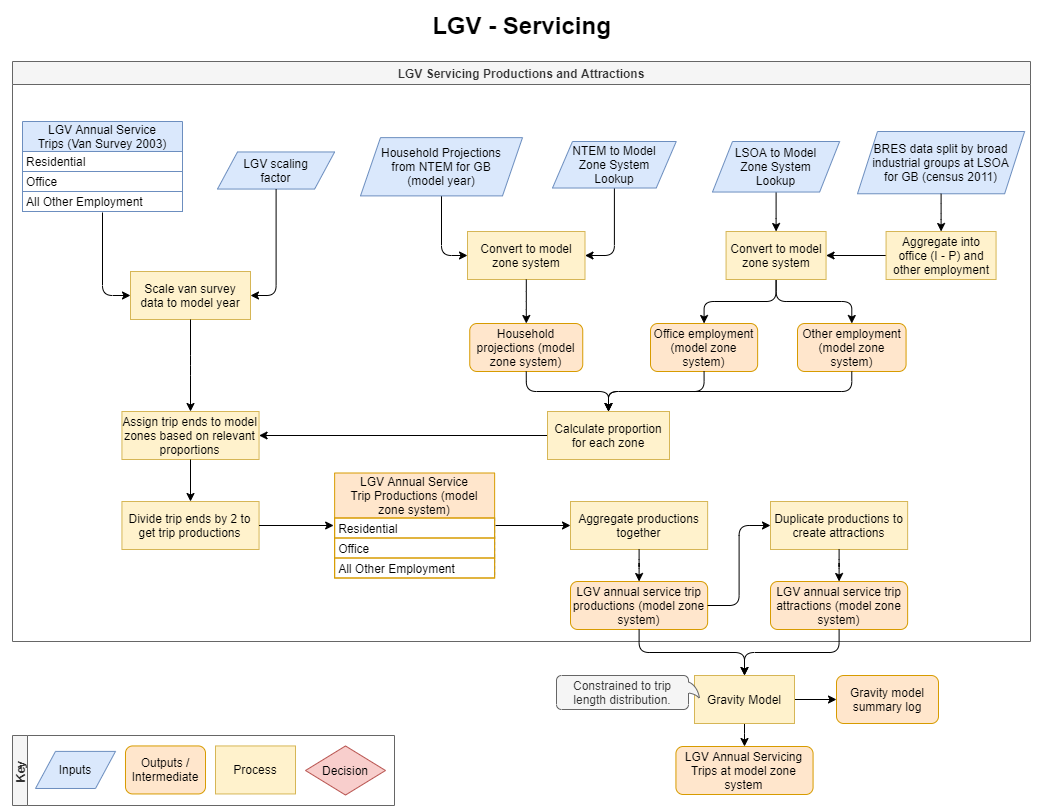 LGV - Servicing
LGV Servicing Productions and Attractions
LGV Annual Service
Trips (Van Survey 2003)
Residential
Office
All Other Employment
LGV scaling
factor
Household Projections
from NTEM for GB
(model year)
NTEM to Model
Zone System
Lookup
LSOA to Model
Zone System
Lookup
BRES data split by broad
industrial groups at LSOA
for GB (census 2011)
Scale van survey
data to model year
Convert to model
zone system
Convert to model
zone system
Aggregate into
office (I - P) and
other employment
Household
projections (model
zone system)
Office employment
(model zone
system)
Other employment
(model zone
system)
Assign trip ends to model
zones based on relevant
proportions
Calculate proportion
for each zone
Divide trip ends by 2 to
get trip productions
LGV Annual Service
Trip Productions (model
zone system)
Residential
Office
All Other Employment
Aggregate productions
together
Duplicate productions to
create attractions
LGV annual service trip
productions (model zone
system)
LGV annual service trip
attractions (model zone
system)
Constrained to trip
length distribution.
Gravity Model
Gravity model
summary log
LGV Annual Servicing
Trips at model zone
system
Key
Inputs
Outputs /
Intermediate
Process
Decision